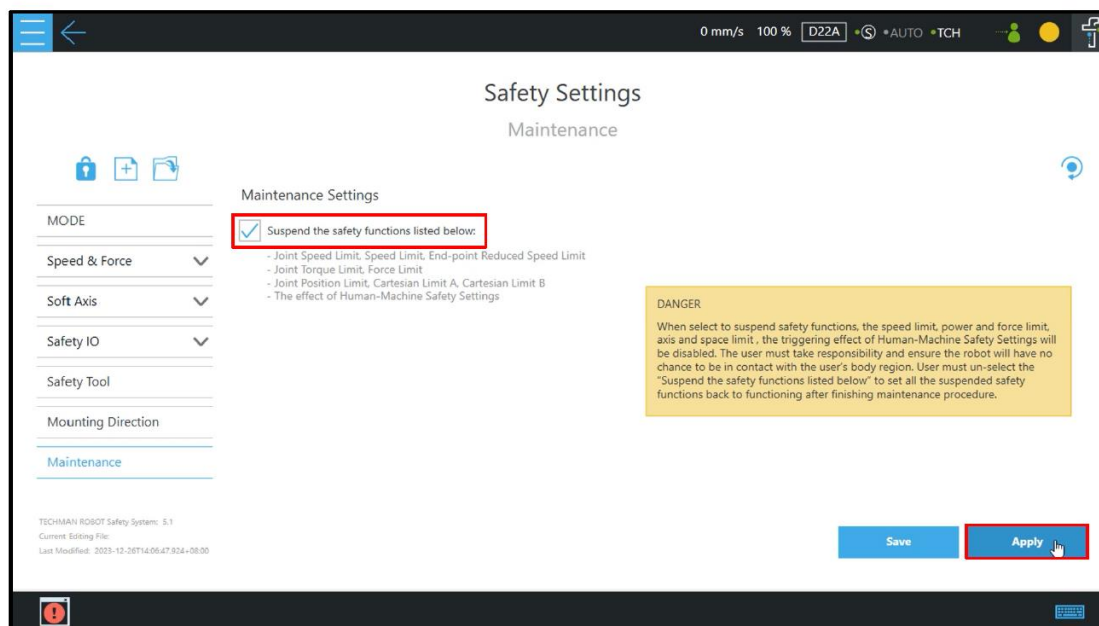 0 mm/s 100 % D22A •Ⓢ •AUTO •TCH
Safety Settings
Maintenance
Maintenance Settings
MODE
Suspend the safety functions listed below:
- Joint Speed Limit, Speed Limit, End-point Reduced Speed Limit
- Joint Torque Limit, Force Limit
- Joint Position Limit, Cartesian Limit A, Cartesian Limit B
- The effect of Human-Machine Safety Settings
Speed & Force
Soft Axis
Safety IO
Safety Tool
Mounting Direction
Maintenance
DANGER
When select to suspend safety functions, the speed limit, power and force limit,
axis and space limit , the triggering effect of Human-Machine Safety Settings will
be disabled. The user must take responsibility and ensure the robot will have no
chance to be in contact with the user's body region. User must un-select the
"Suspend the safety functions listed below" to set all the suspended safety
functions back to functioning after finishing maintenance procedure.
TECHMAN ROBOT Safety System: 5.1
Current Editing File:
Last Modified: 2023-12-26T14:06:47.924+08:00
Save
Apply